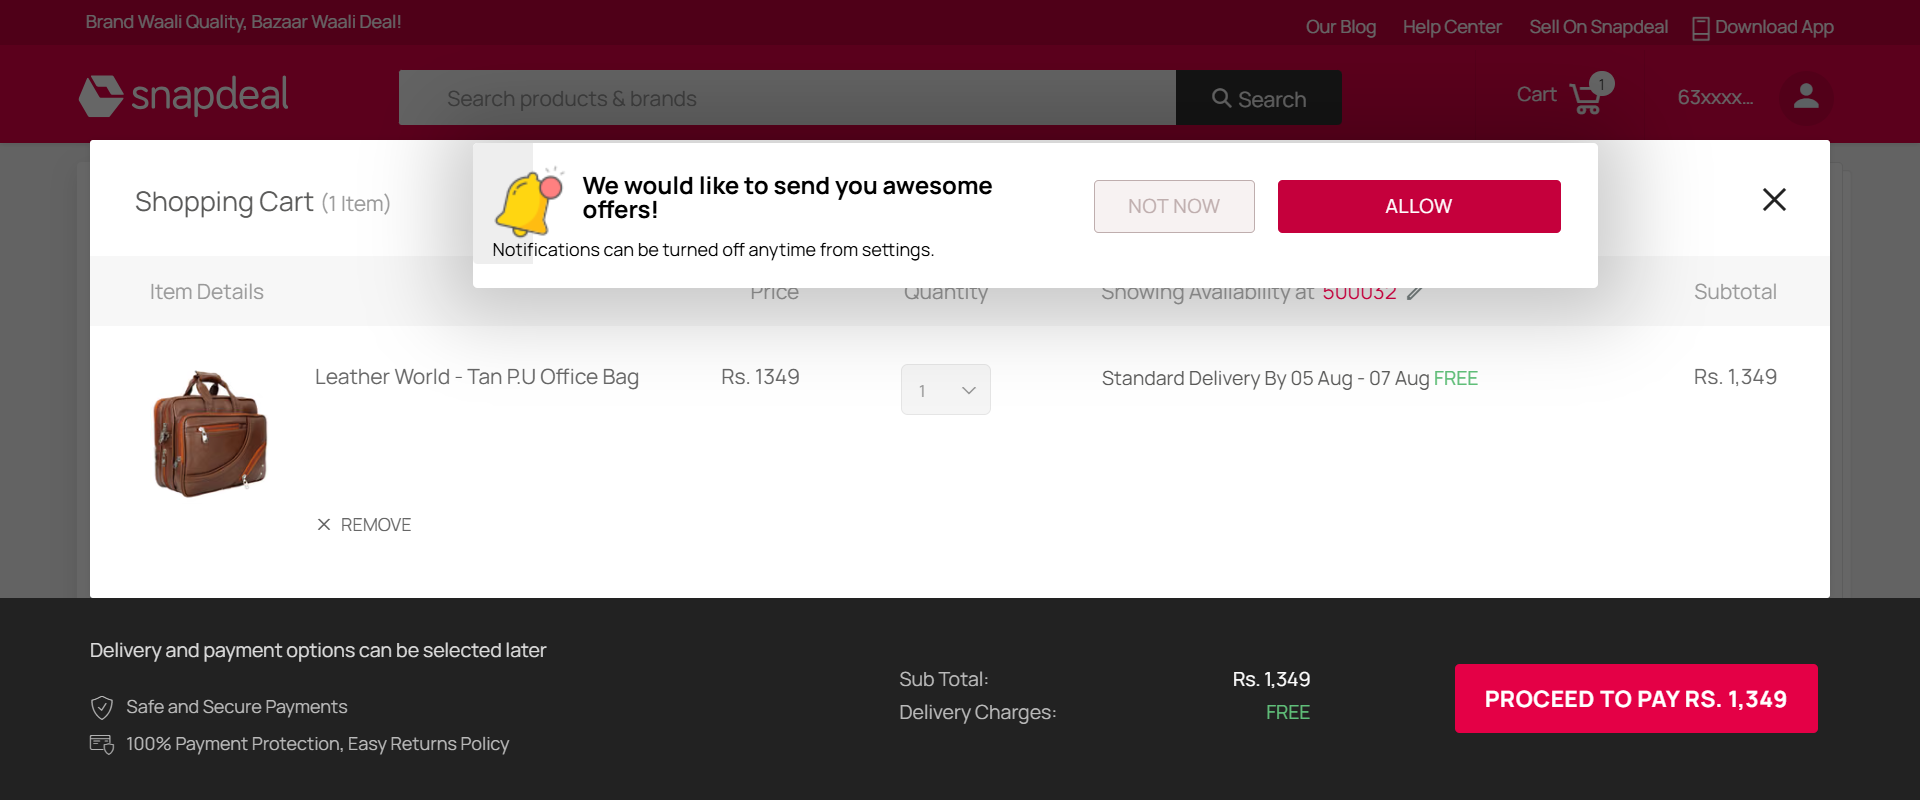 Brand Waali Quality, Bazaar Waali Deal!
Our Blog
Help Center
Sell On Snapdeal
Download App
snapdeal
Search products & brands
Search
Cart
1
63xxxx...
Shopping Cart (1 Item)
We would like to send you awesome
offers!
Notifications can be turned off anytime from settings.
NOT NOW
ALLOW
Item Details
Price
Quantity
Showing Availability at 500032
Subtotal
Leather World - Tan P.U Office Bag
Rs. 1349
1
Standard Delivery By 05 Aug - 07 Aug FREE
Rs. 1,349
REMOVE
Delivery and payment options can be selected later
Safe and Secure Payments
100% Payment Protection, Easy Returns Policy
Sub Total:
Rs. 1,349
Delivery Charges:
FREE
PROCEED TO PAY RS. 1,349